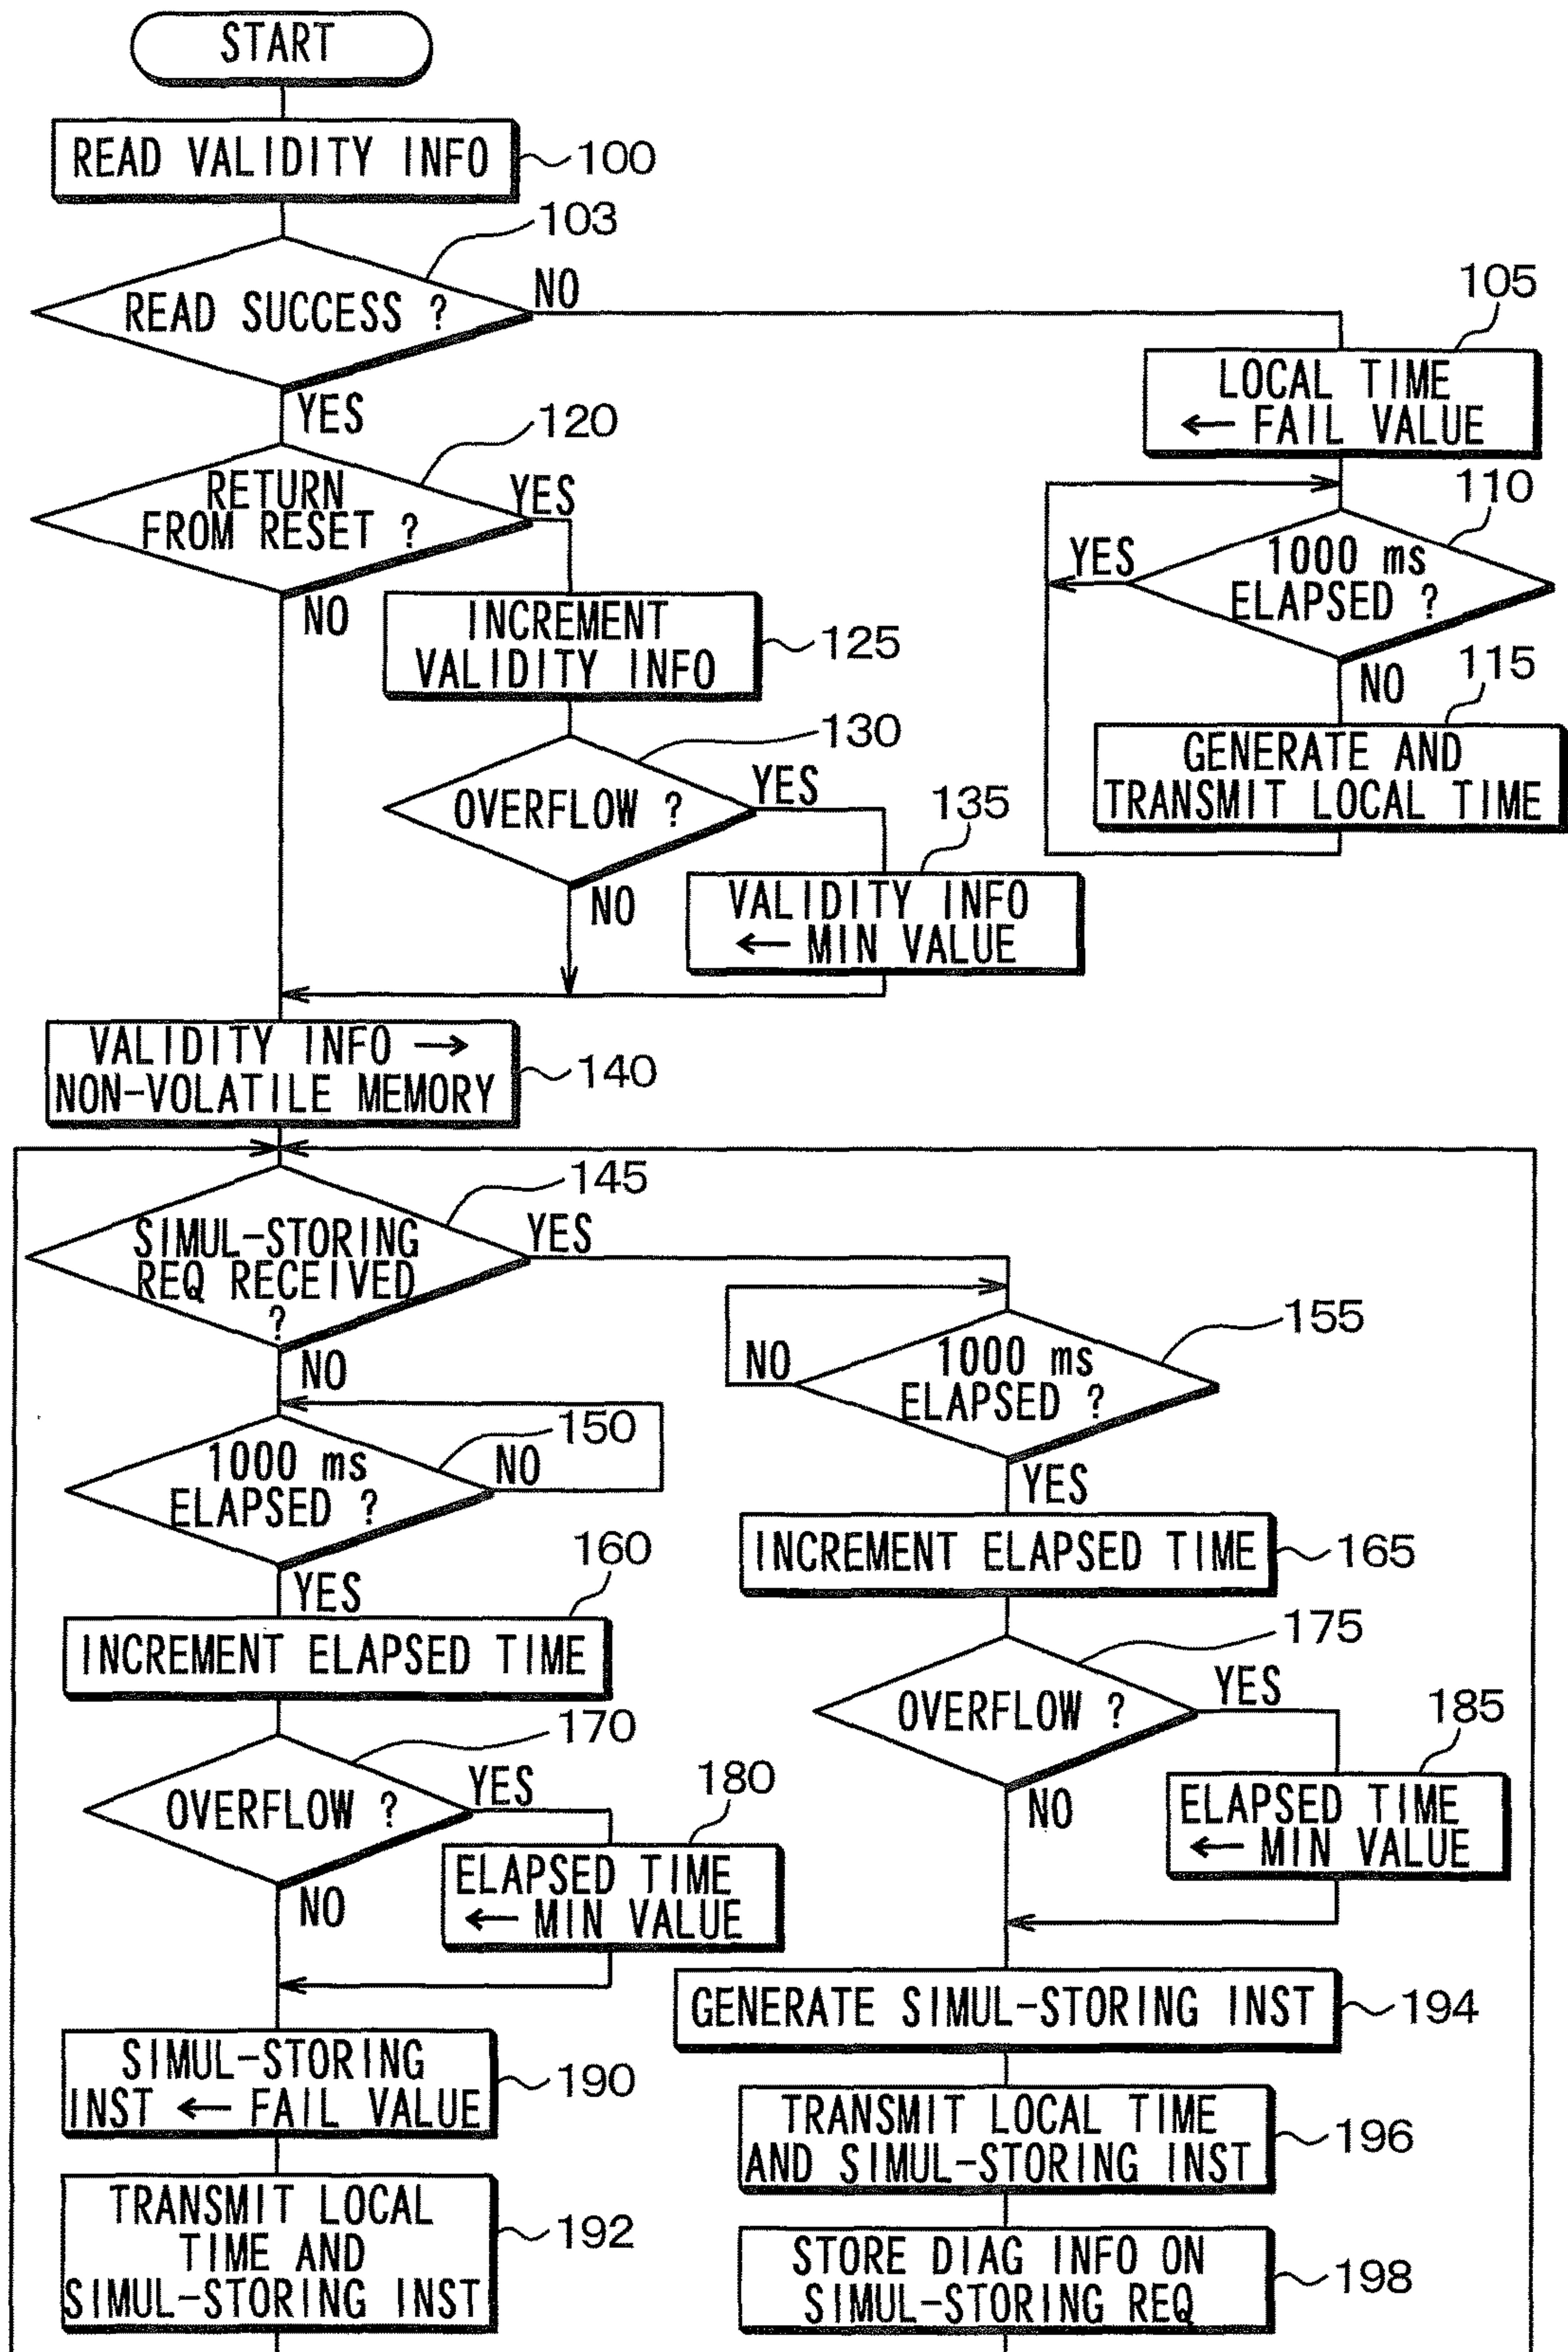 START
READ VALIDITY INFO
100
103
READ SUCCESS ?
NO
YES
105
LOCAL TIME
← FAIL VALUE
110
1000 ms
ELAPSED ?
YES
NO
115
GENERATE AND
TRANSMIT LOCAL TIME
120
RETURN
FROM RESET ?
YES
NO
INCREMENT
VALIDITY INFO
125
130
OVERFLOW ?
YES
NO
135
VALIDITY INFO
← MIN VALUE
VALIDITY INFO →
NON-VOLATILE MEMORY
140
145
SIMUL-STORING
REQ RECEIVED
?
YES
NO
150
1000 ms
ELAPSED ?
NO
YES
160
INCREMENT ELAPSED TIME
170
OVERFLOW ?
YES
NO
180
ELAPSED TIME
← MIN VALUE
SIMUL-STORING
INST ← FAIL VALUE
190
TRANSMIT LOCAL
TIME AND
SIMUL-STORING INST
192
155
1000 ms
ELAPSED ?
NO
YES
INCREMENT ELAPSED TIME
165
175
OVERFLOW ?
YES
NO
185
ELAPSED TIME
← MIN VALUE
GENERATE SIMUL-STORING INST
194
TRANSMIT LOCAL TIME
AND SIMUL-STORING INST
196
STORE DIAG INFO ON
SIMUL-STORING REQ
198